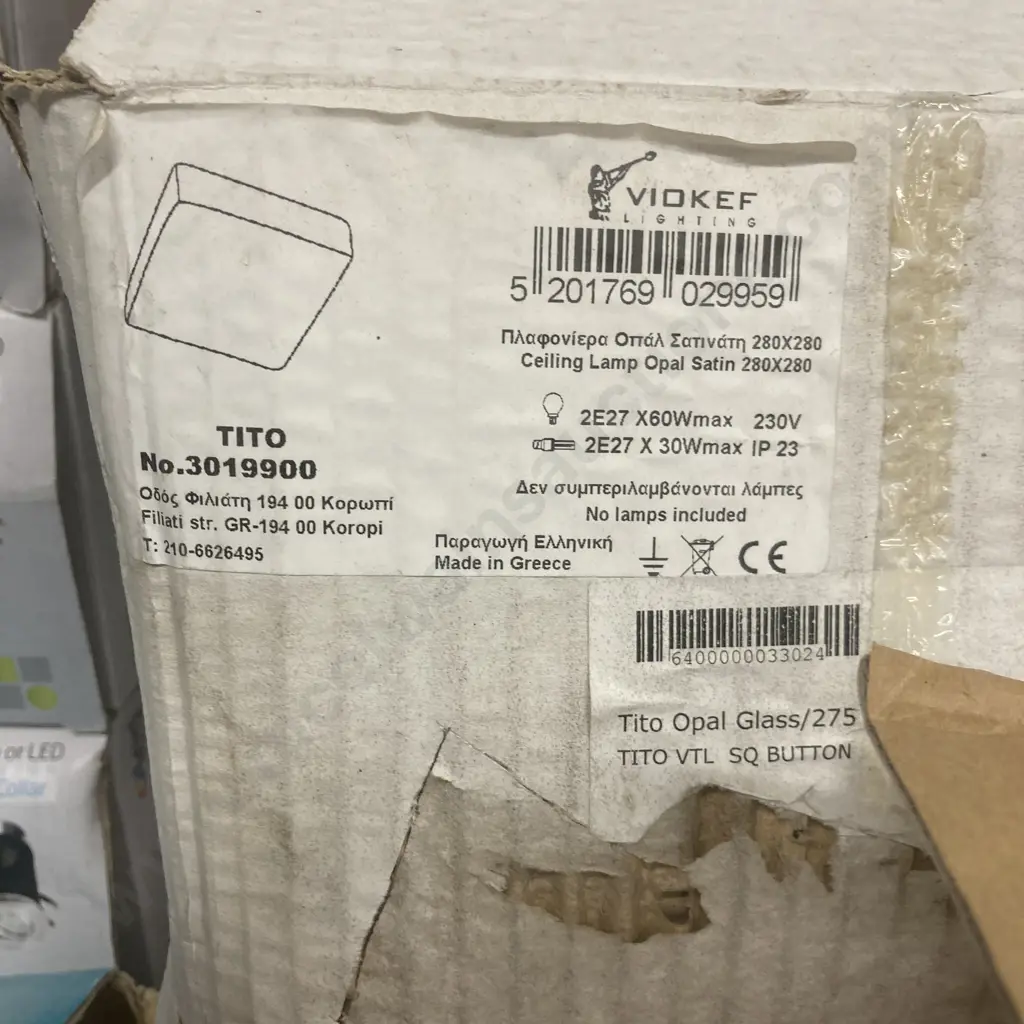 VIOKEF
LIGHTING
5 201769 029959
Πλαφονίερα Οπάλ Σατινάτη 280X280
Ceiling Lamp Opal Satin 280X280
2E27 X60Wmax 230V
2E27 X 30Wmax IP 23
TITO
No.3019900
Οδός Φιλιάτη 194 00 Κορωπί
Filiati str. GR-194 00 Koropi
T: 210-6626495
Δεν συμπεριλαμβάνονται λάμπες
No lamps included
Παραγωγή Ελληνική
Made in Greece
CE
6400000033024
Tito Opal Glass/275
TITO VTL SQ BUTTON
or LED